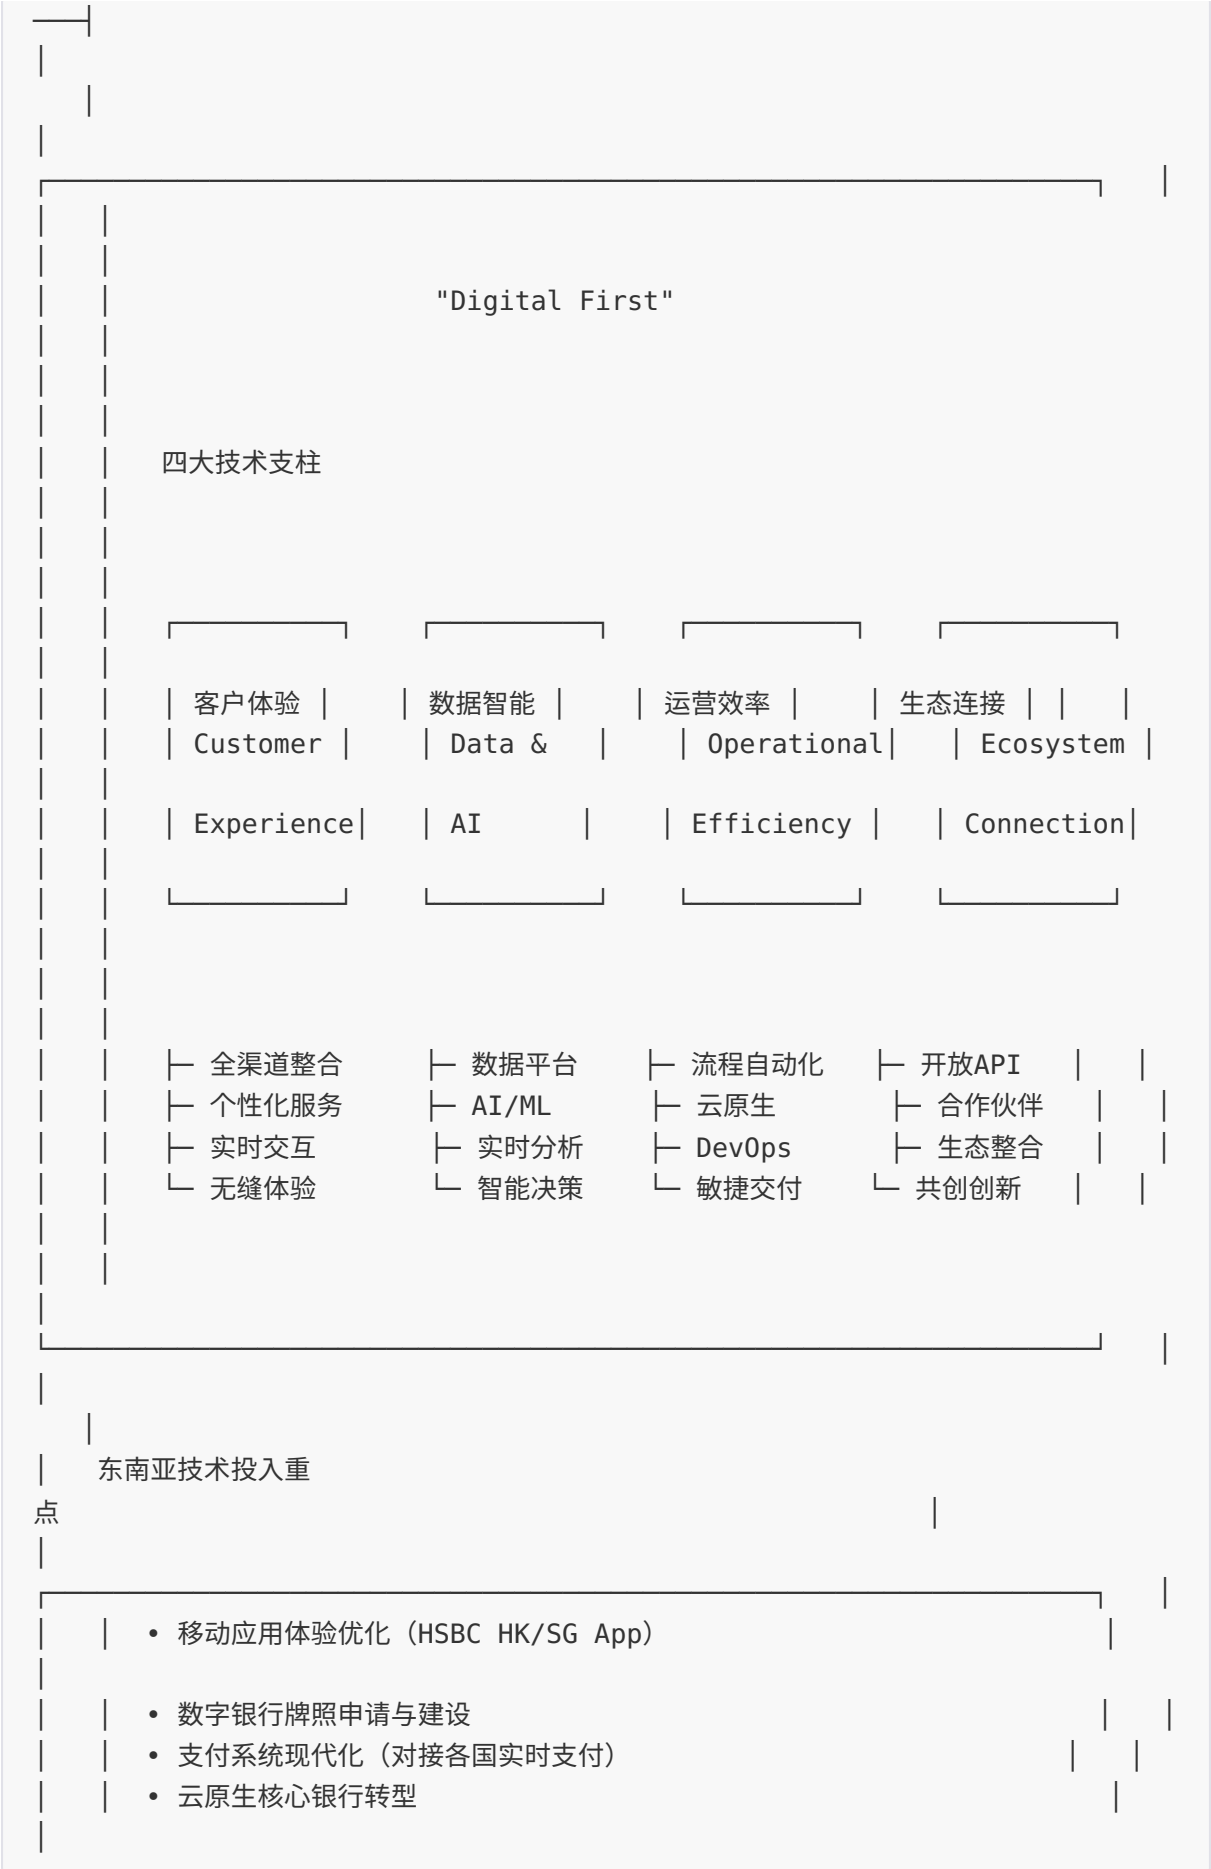 "Digital First"
四大技术支柱
客户体验 数据智能 运营效率 生态连接
Customer Data & Operational Ecosystem
Experience AI Efficiency Connection
├─ 全渠道整合 ├─ 数据平台 ├─ 流程自动化 ├─ 开放API
├─ 个性化服务 ├─ AI/ML ├─ 云原生 ├─ 合作伙伴
├─ 实时交互 ├─ 实时分析 ├─ DevOps ├─ 生态整合
└─ 无缝体验 └─ 智能决策 └─ 敏捷交付 └─ 共创创新
东南亚技术投入重
点
• 移动应用体验优化（HSBC HK/SG App）
• 数字银行牌照申请与建设
• 支付系统现代化（对接各国实时支付）
• 云原生核心银行转型